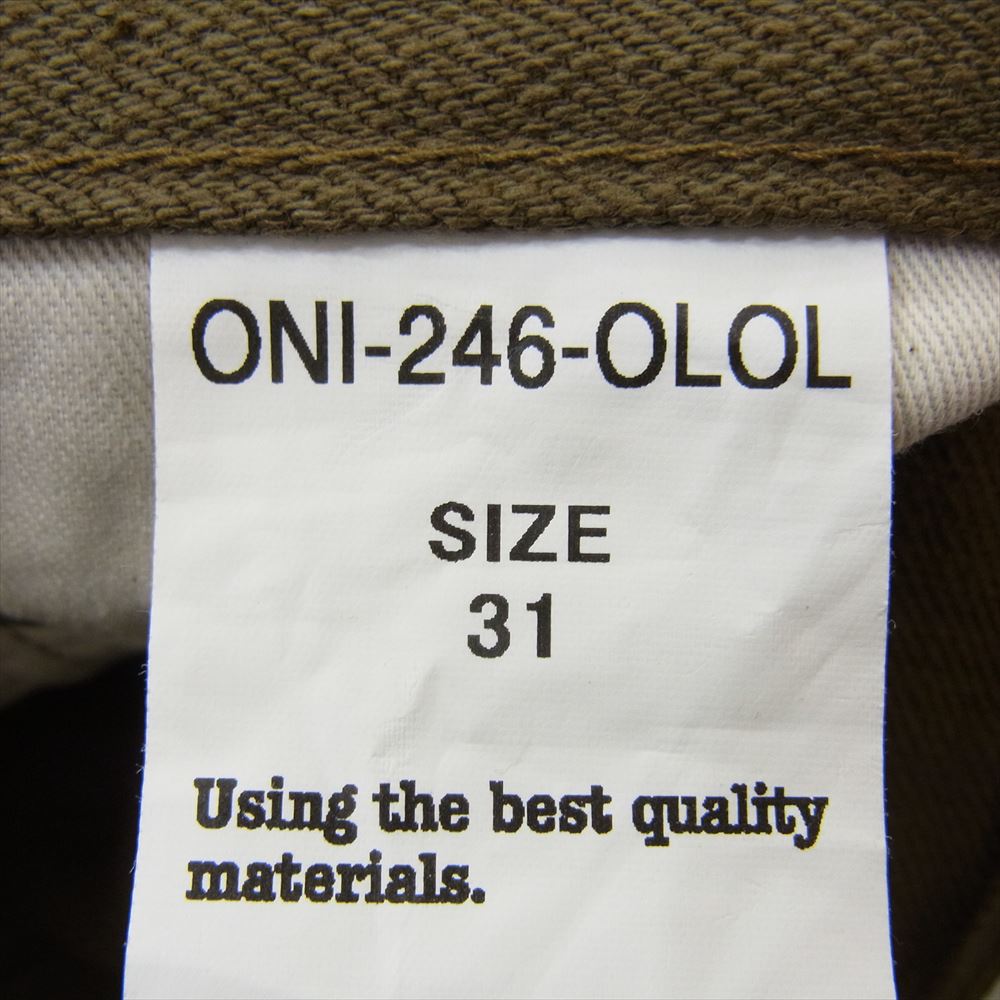 ONI-246-OLOL
SIZE
31
Using the best quality
materials.